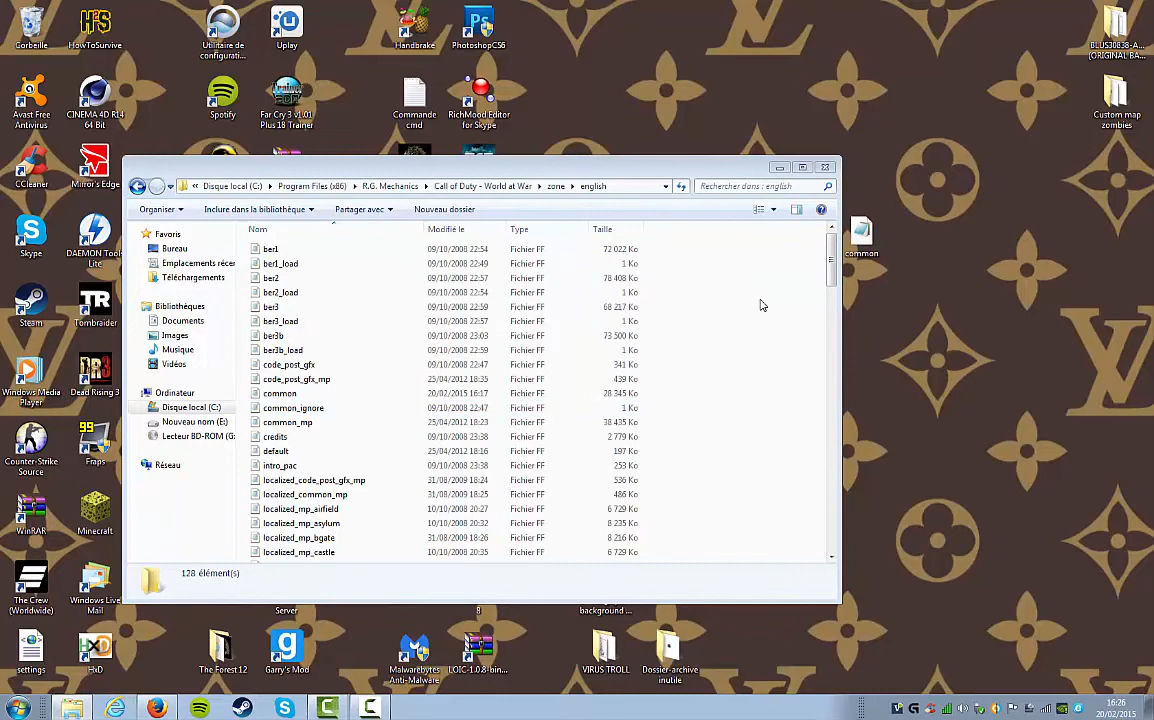 Corbeille
HowToSurvive
Utilitaire de
configurati...
Uplay
Handbrake
PhotoshopCS6
BLUS30838-A...
(ORIGINAL BA...
Avast Free
Antivirus
CINEMA 4D R14
64 Bit
Spotify
Far Cry 3 v1.01
Plus 18 Trainer
Commande
cmd
RichMood Editor
for Skype
Custom map
zombies
CCleaner
Mirror's Edge
Disque local (C:)
Program Files (x86)
R.G. Mechanics
Call of Duty - World at War
zone
english
Rechercher dans : english
Organiser
Inclure dans la bibliothèque
Partager avec
Nouveau dossier
Nom
Modifié le
Type
Taille
Favoris
Bureau
Emplacements récen
Téléchargements
Bibliothèques
Documents
Images
Musique
Vidéos
Ordinateur
Disque local (C:)
Nouveau nom (E:)
Lecteur BD-ROM (G:
Réseau
ber1 09/10/2008 22:54 Fichier FF 72 022 Ko
ber1_load 09/10/2008 22:49 Fichier FF 1 Ko
ber2 09/10/2008 22:54 Fichier FF 78 408 Ko
ber2_load 09/10/2008 22:54 Fichier FF 1 Ko
ber3 09/10/2008 22:59 Fichier FF 68 217 Ko
ber3_load 09/10/2008 22:57 Fichier FF 1 Ko
ber3b 09/10/2008 23:03 Fichier FF 73 500 Ko
ber3b_load 09/10/2008 22:59 Fichier FF 1 Ko
code_post_gfx 09/10/2008 22:47 Fichier FF 341 Ko
code_post_gfx_mp 25/04/2012 18:35 Fichier FF 439 Ko
common 20/02/2015 16:17 Fichier FF 28 345 Ko
common_ignore 09/10/2008 22:47 Fichier FF 1 Ko
common_mp 25/04/2012 18:23 Fichier FF 38 435 Ko
credits 09/10/2008 23:38 Fichier FF 2 779 Ko
default 25/04/2012 18:16 Fichier FF 197 Ko
intro_pac 09/10/2008 23:38 Fichier FF 253 Ko
localized_code_post_gfx_mp 31/08/2009 18:24 Fichier FF 536 Ko
localized_common_mp 31/08/2009 18:25 Fichier FF 486 Ko
localized_mp_airfield 10/10/2008 20:27 Fichier FF 6 729 Ko
localized_mp_asylum 10/10/2008 20:32 Fichier FF 8 235 Ko
localized_mp_bgate 31/08/2009 18:26 Fichier FF 8 216 Ko
localized_mp_castle 10/10/2008 20:35 Fichier FF 6 729 Ko
128 élément(s)
common
Skype
DAEMON Tools
Lite
Steam
TR
Tombraider
Windows Media
Player
DR3
Dead Rising 3
Counter-Strike
Source
99
Fraps
WinRAR
Minecraft
The Crew
(Worldwide)
Windows Live
Mail
Server
8
background ...
settings
HxD
The Forest 12
Garry's Mod
Malwarebytes
Anti-Malware
LOIC-1.0.8-bin...
VIRUS TROLL
Dossier-archive
inutile
16:26
20/02/2015